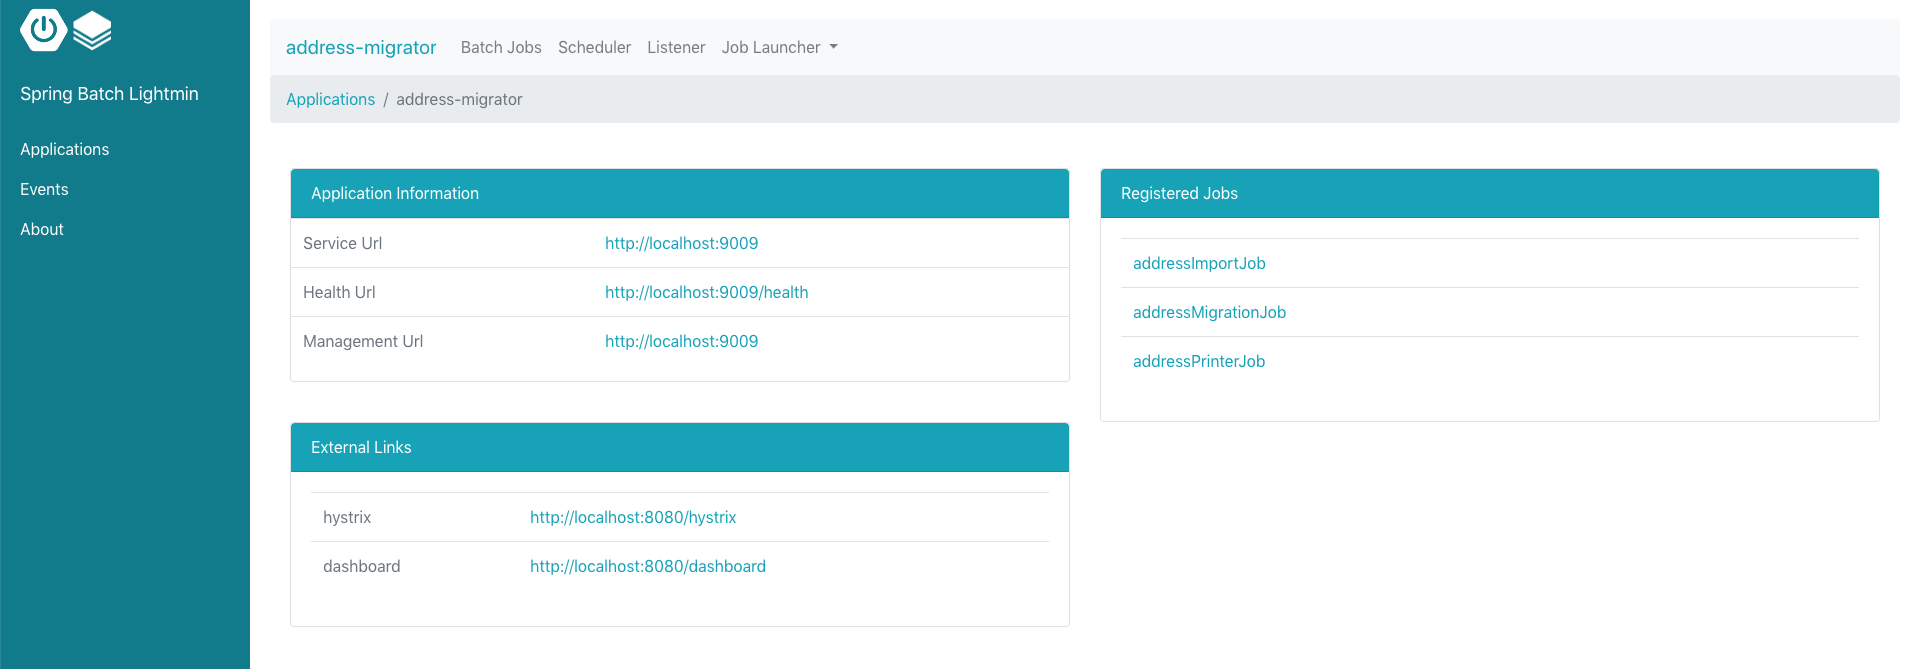 Spring Batch Lightmin
Applications
Events
About
address-migrator Batch Jobs Scheduler Listener Job Launcher
Applications / address-migrator
Application Information
Service Url http://localhost:9009
Health Url http://localhost:9009/health
Management Url http://localhost:9009
External Links
hystrix http://localhost:8080/hystrix
dashboard http://localhost:8080/dashboard
Registered Jobs
addressImportJob
addressMigrationJob
addressPrinterJob